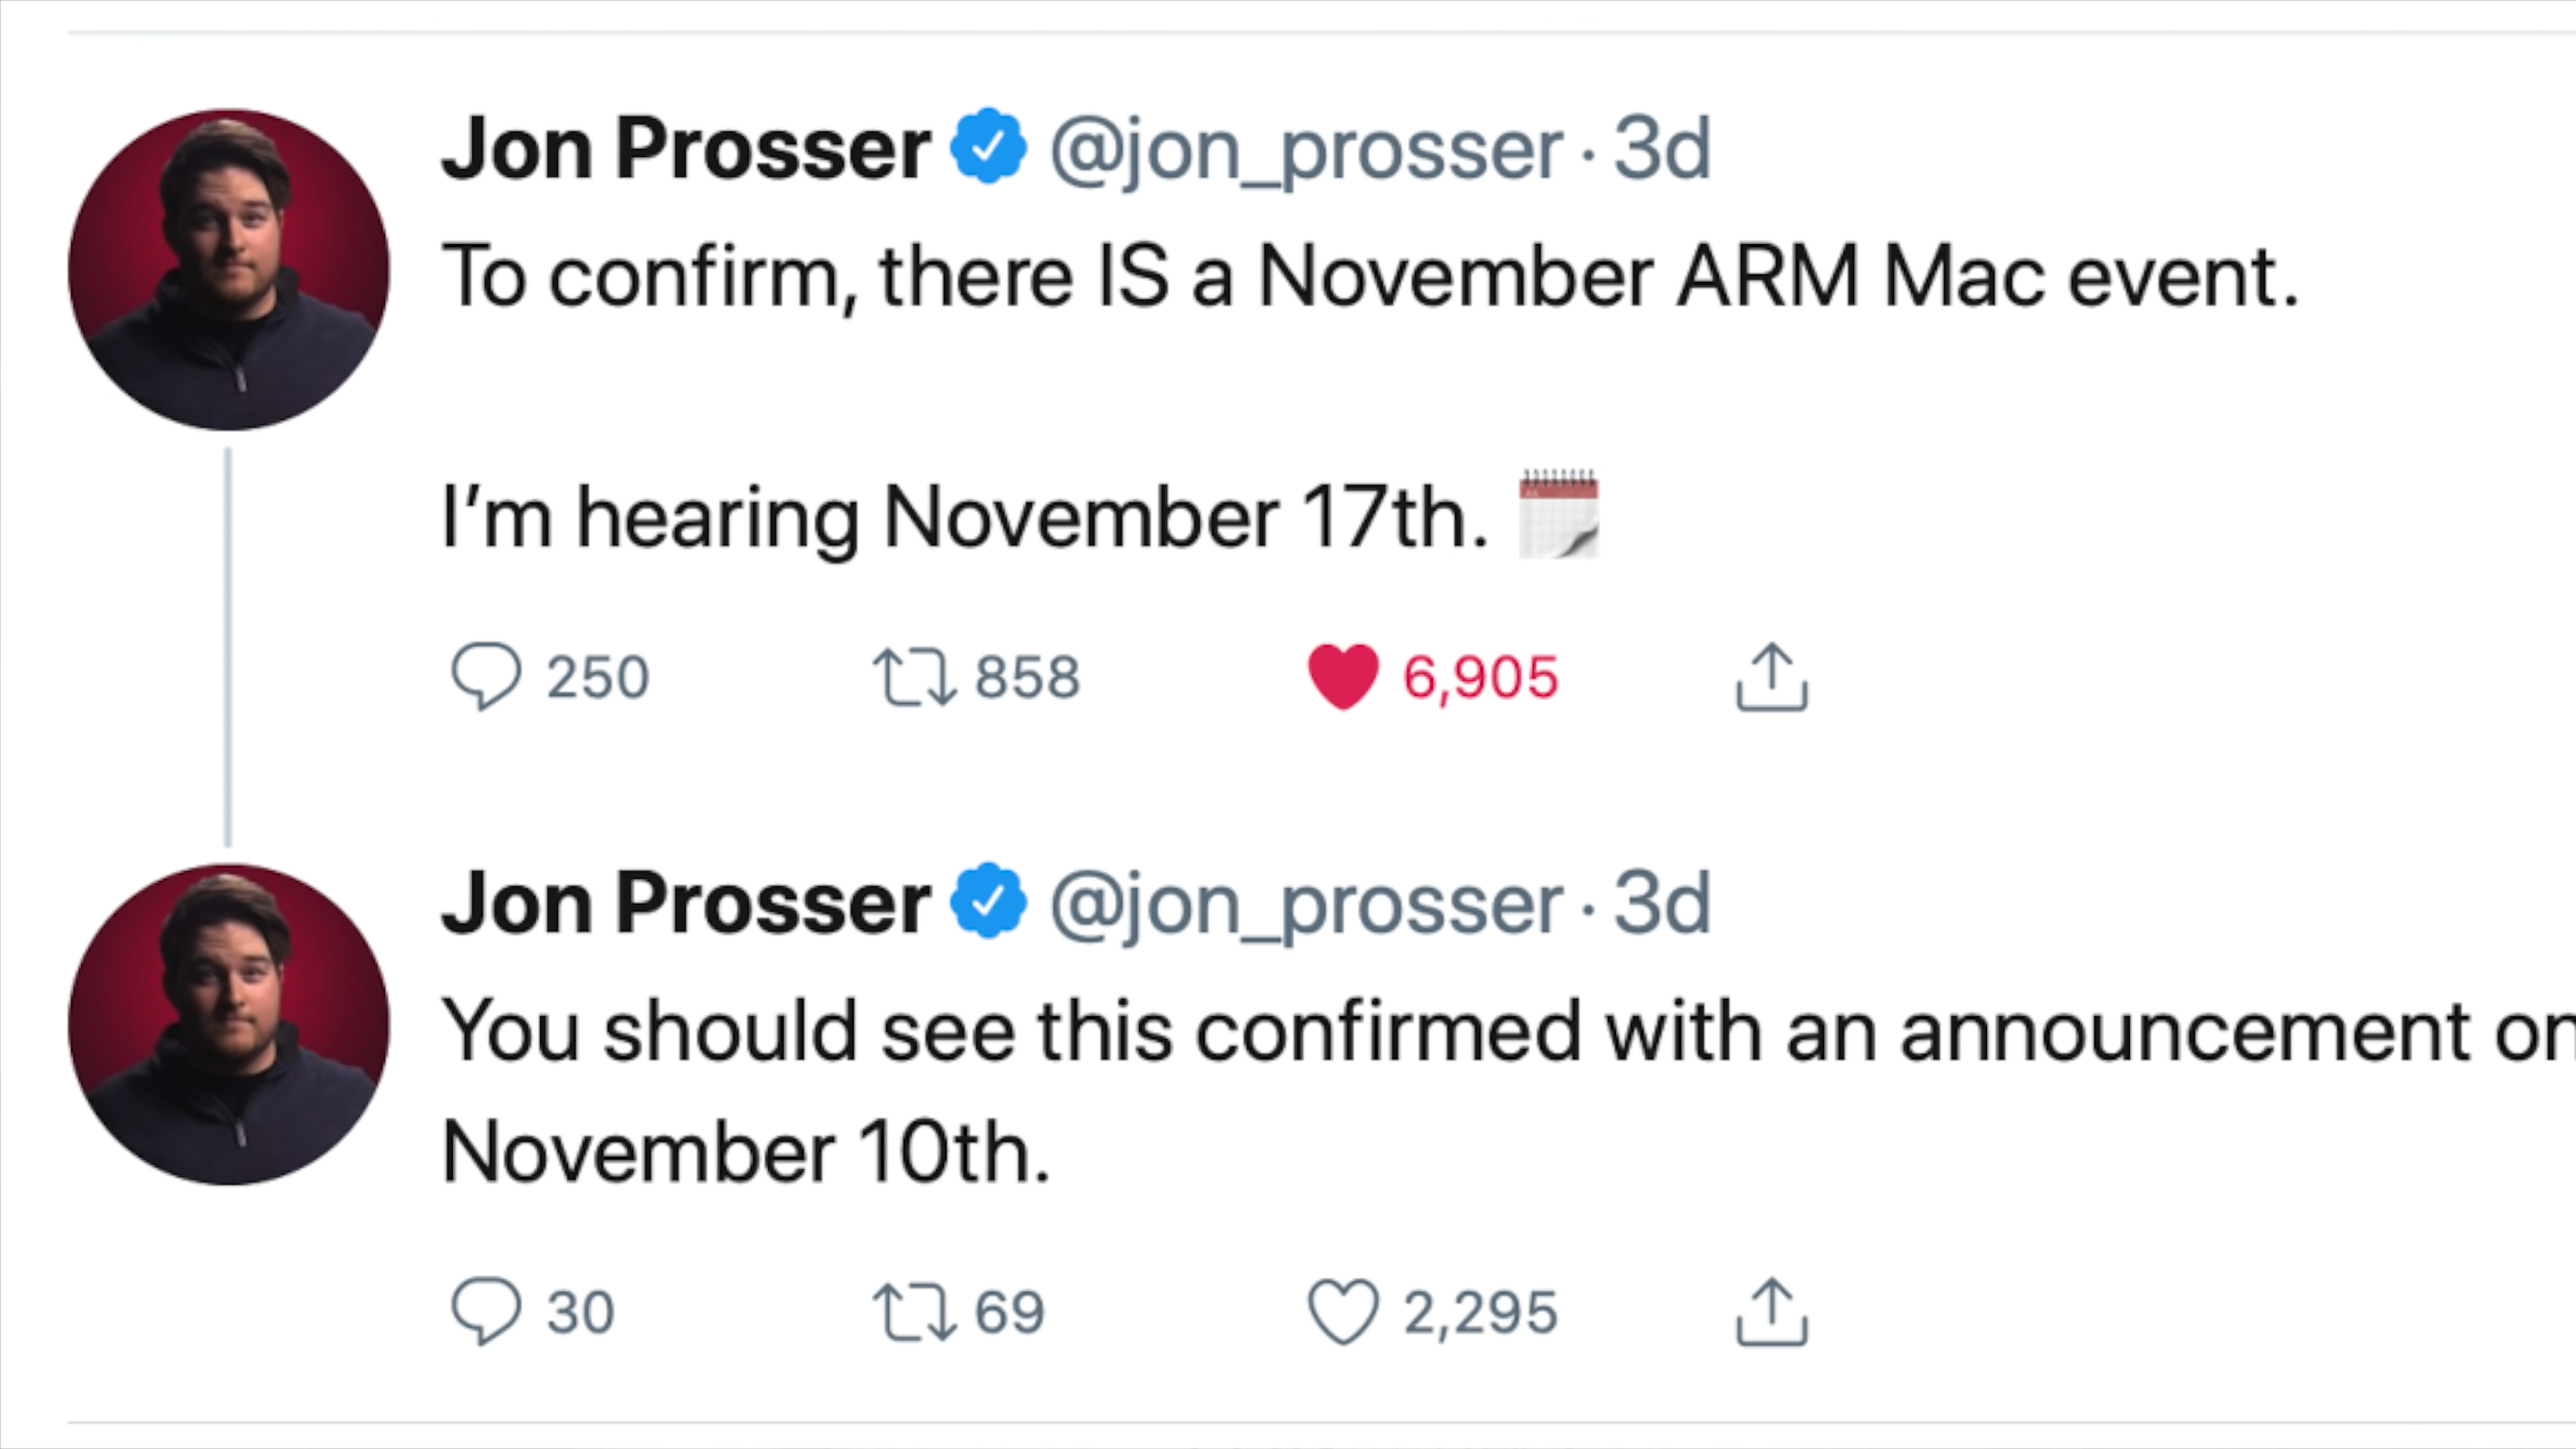 Jon Prosser @jon_prosser · 3d
To confirm, there IS a November ARM Mac event.
I’m hearing November 17th.
250 858 6,905
Jon Prosser @jon_prosser · 3d
You should see this confirmed with an announcement on
November 10th.
30 69 2,295